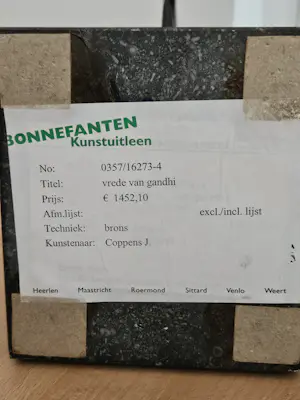 BONNEFANTEN
Kunstuitleen
No: 0357/16273-4
Titel: vrede van gandhi
Prijs: € 1452,10
Afm.lijst: excl./incl. lijst
Techniek: brons
Kunstenaar: Coppens J.
Heerlen Maastricht Roermond Sittard Venlo Weert